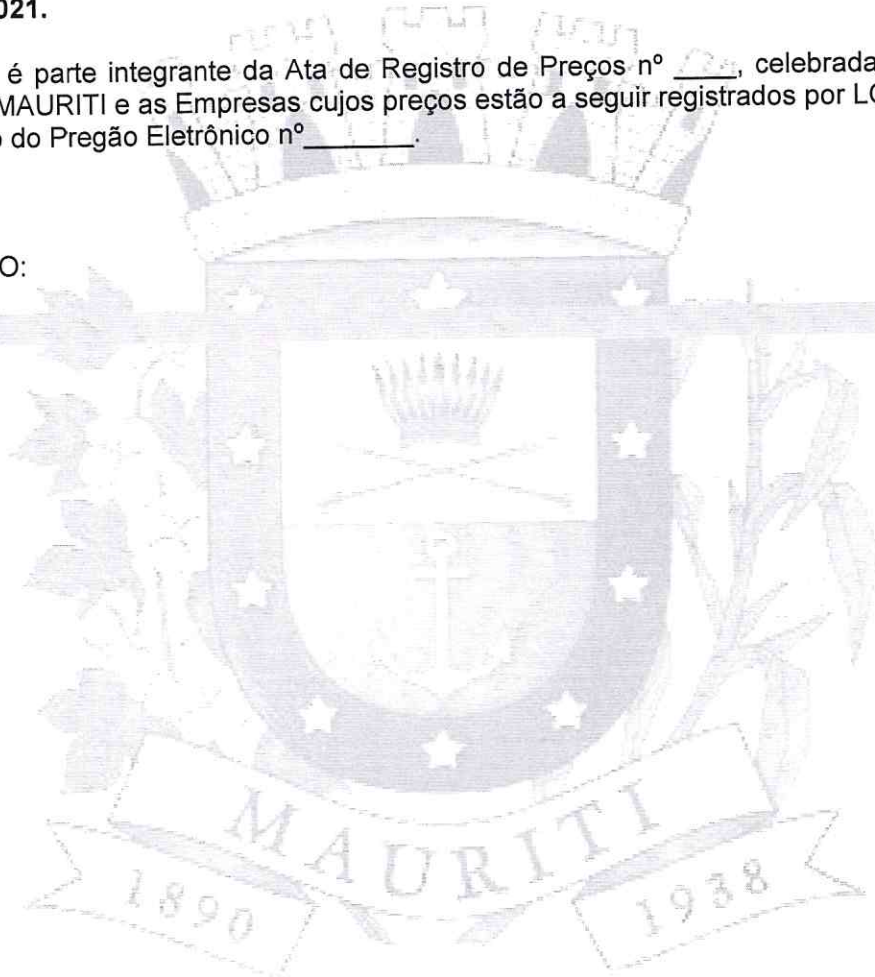 021.
é parte integrante da Ata de Registro de Preços nº ____, celebrada
MAURITI e as Empresas cujos preços estão a seguir registrados por LO
do Pregão Eletrônico nº________.
O:
MAURITI
1890
1938